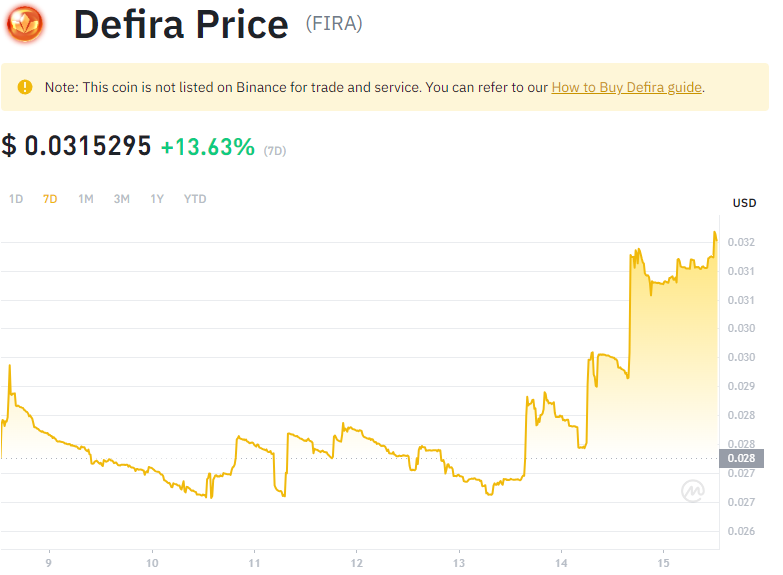 Defira Price (FIRA)
Note: This coin is not listed on Binance for trade and service. You can refer to our How to Buy Defira guide.
$ 0.0315295 +13.63% (7D)
1D 7D 1M 3M 1Y YTD
USD
0.032
0.031
0.030
0.030
0.029
0.028
0.028
0.028
0.027
0.027
0.026
9 10 11 12 13 14 15